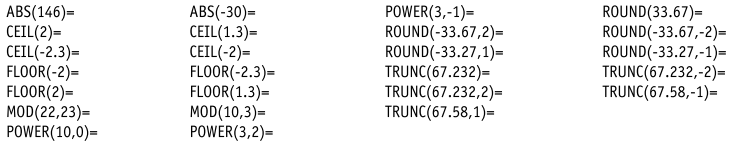 ABS(146)= ABS(-30)= POWER(3,-1)= ROUND(33.67)=
CEIL(2)= CEIL(1.3)= ROUND(-33.67,2)= ROUND(-33.67,-2)=
CEIL(-2.3)= CEIL(-2)= ROUND(-33.27,1)= ROUND(-33.27,-1)=
FLOOR(-2)= FLOOR(-2.3)= TRUNC(67.232)= TRUNC(67.232,-2)=
FLOOR(2)= FLOOR(1.3)= TRUNC(67.232,2)= TRUNC(67.58,-1)=
MOD(22,23)= MOD(10,3)= TRUNC(67.58,1)=
POWER(10,0)= POWER(3,2)=